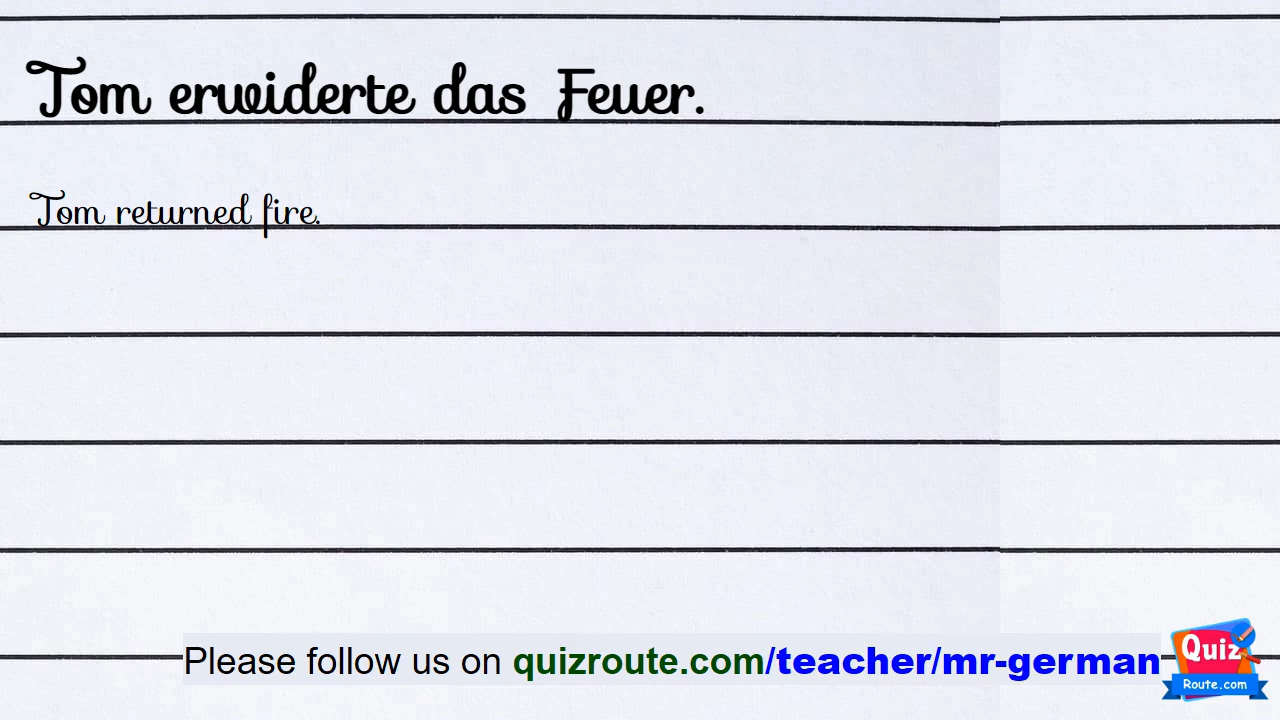 Tom erwiderte das Feuer.
Tom returned fire.
Please follow us on quizroute.com/teacher/mr-german
Quiz
Route.com